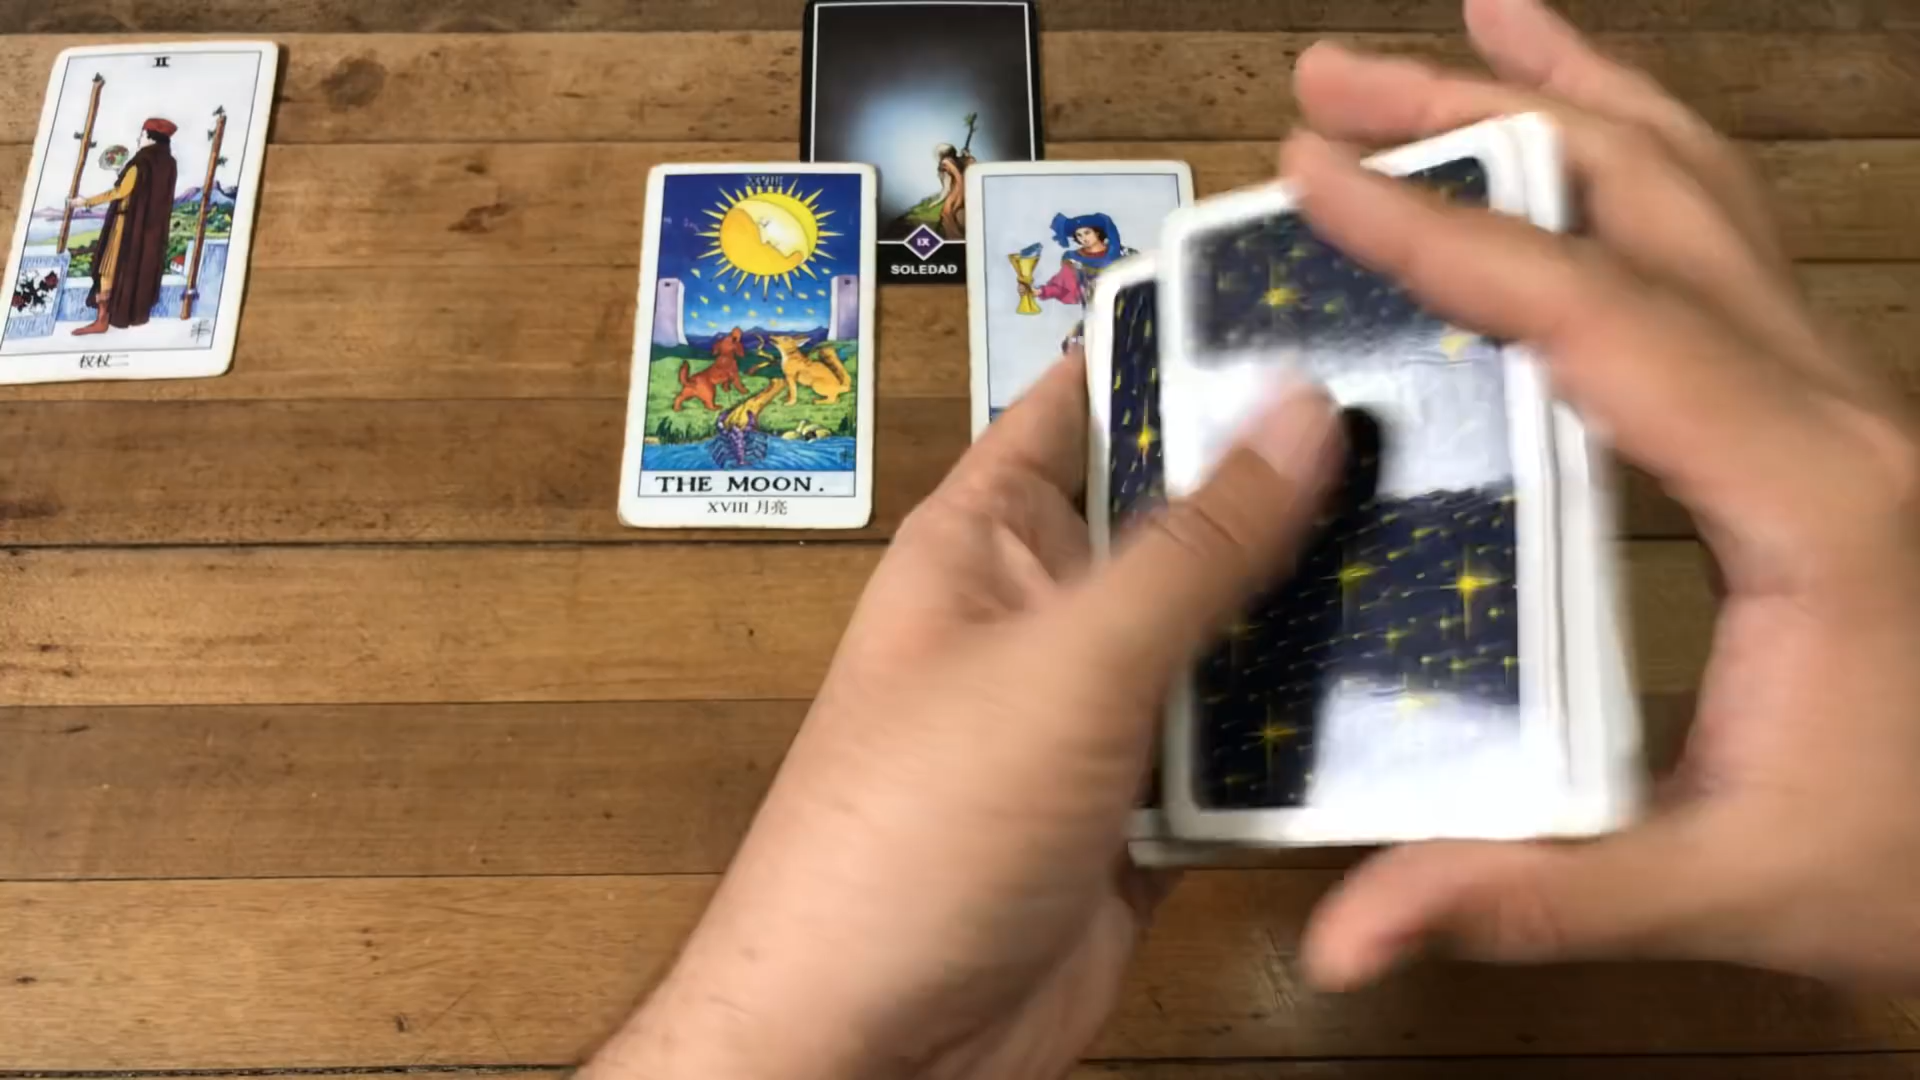 II
权杖二
XVIII
THE MOON.
XVIII 月亮
IX
SOLEDAD